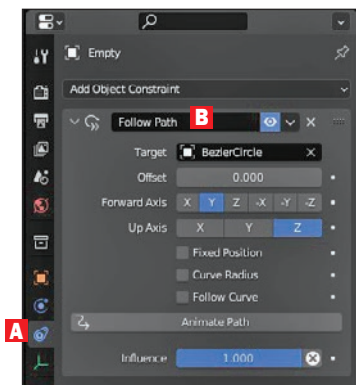 Empty
Add Object Constraint
Follow Path B
Target BezierCircle
Offset 0.000
Forward Axis X Y Z -X -Y -Z
Up Axis X Y Z
Fixed Position
Curve Radius
Follow Curve
A
Animate Path
Influence 1.000